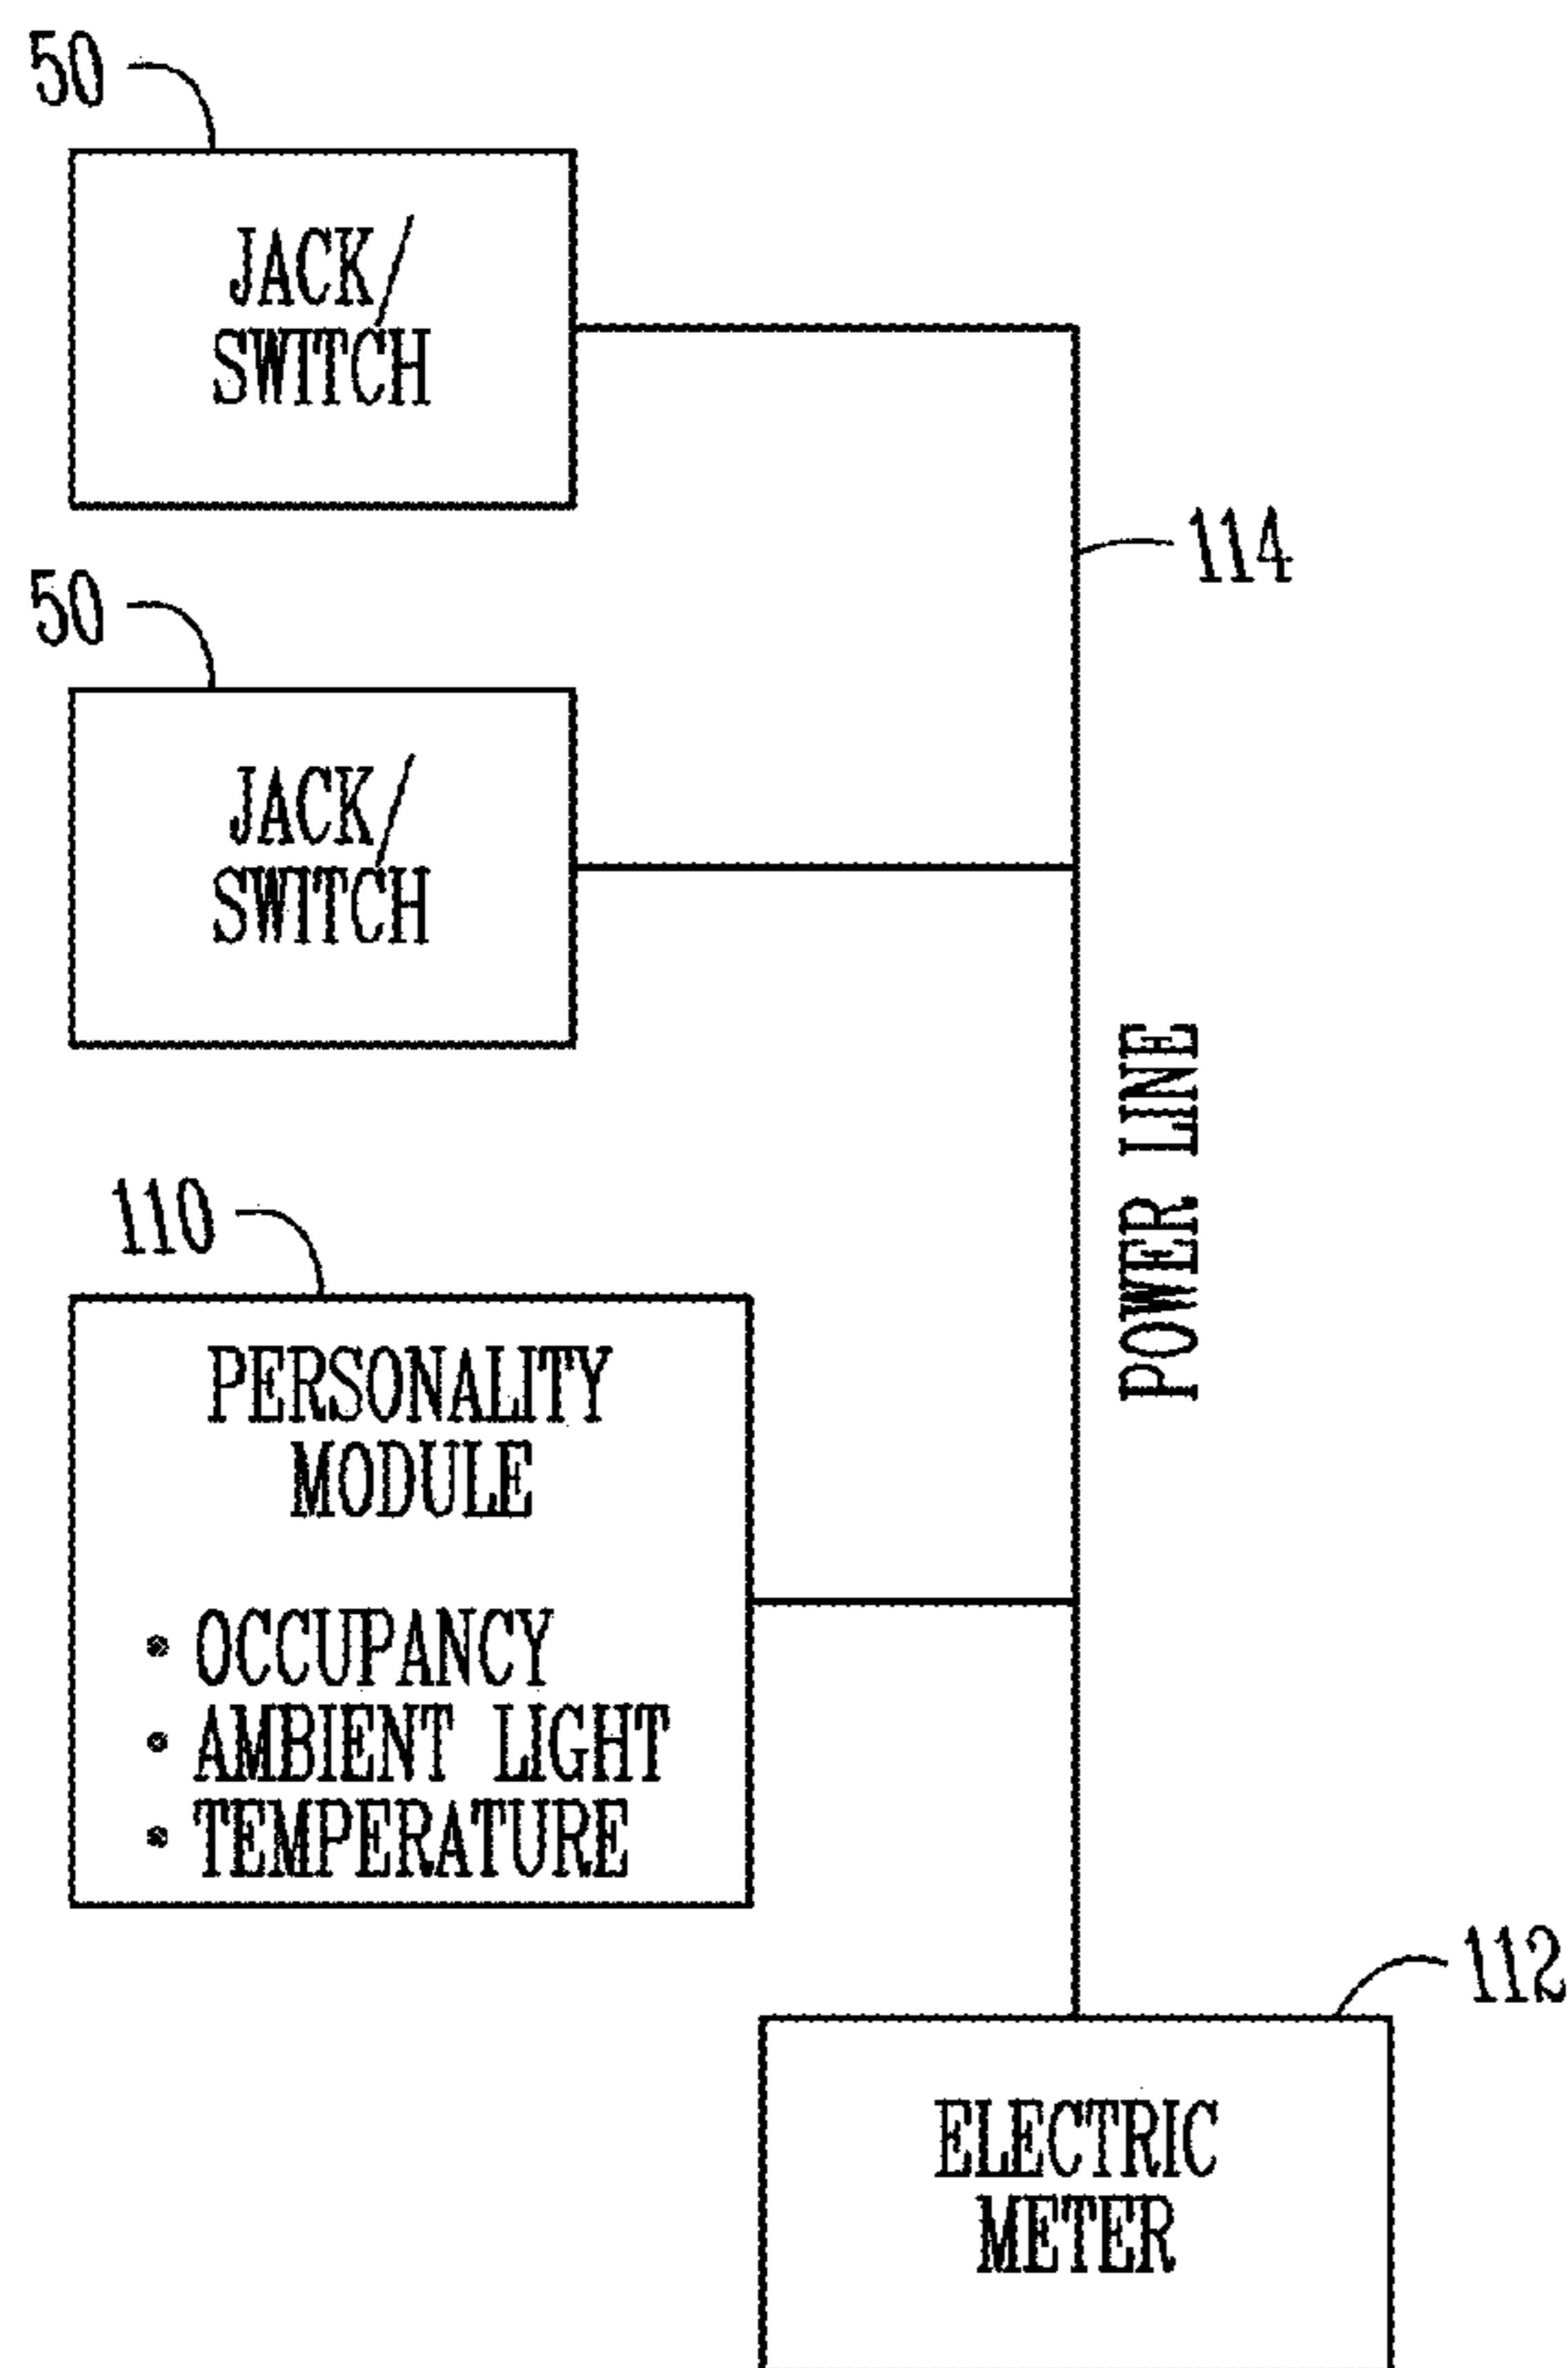 50
JACK/
SWITCH
114
50
JACK/
SWITCH
POWER LINE
110
PERSONALITY
MODULE
• OCCUPANCY
• AMBIENT LIGHT
• TEMPERATURE
112
ELECTRIC
METER